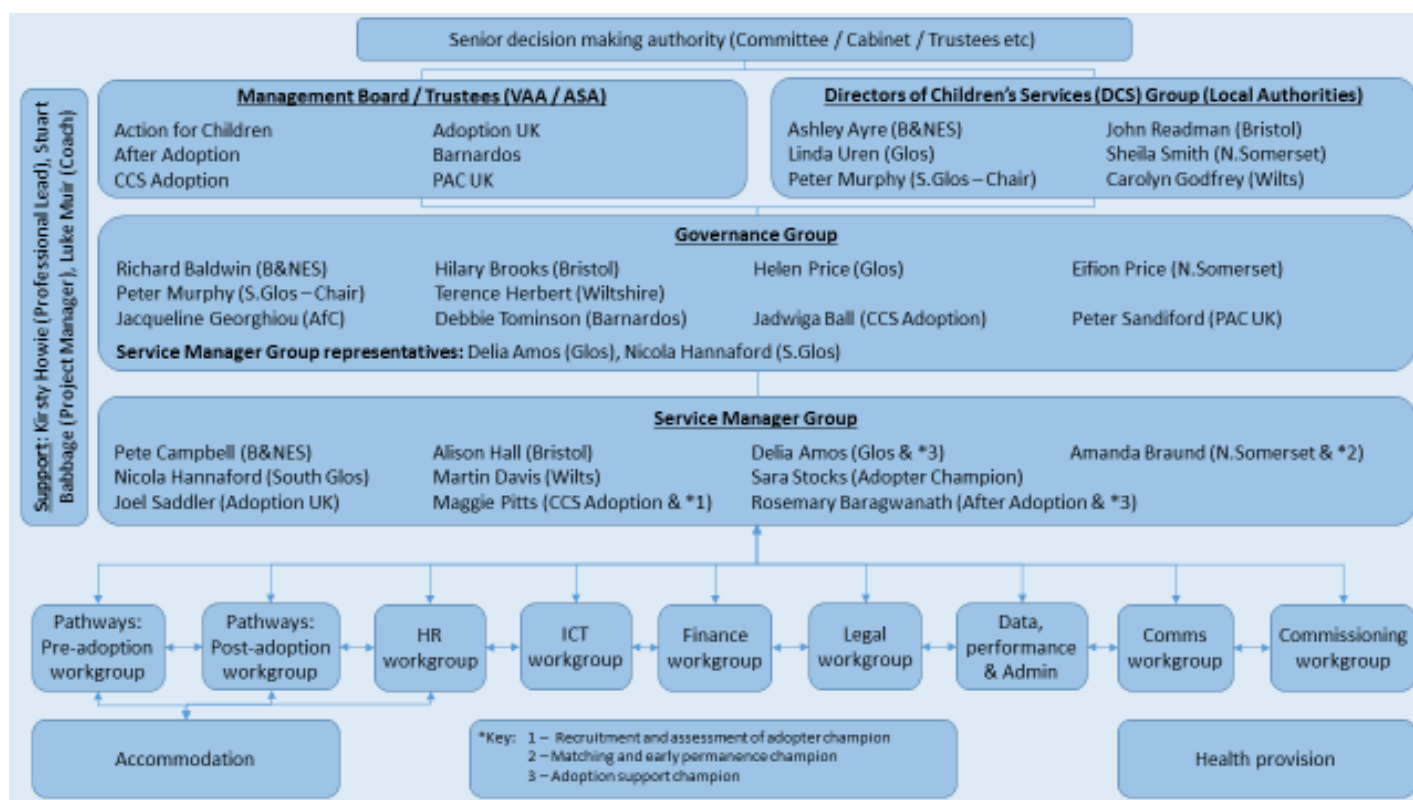 Senior decision making authority (Committee / Cabinet / Trustees etc)
Support: Kirsty Howie (Professional Lead), Stuart
Babbage (Project Manager), Luke Muir (Coach)
Management Board / Trustees (VAA / ASA)
Action for Children Adoption UK
After Adoption Barnardos
CCS Adoption PAC UK
Directors of Children's Services (DCS) Group (Local Authorities)
Ashley Ayre (B&NES) John Readman (Bristol)
Linda Uren (Glos) Sheila Smith (N.Somerset)
Peter Murphy (S.Glos – Chair) Carolyn Godfrey (Wilts)
Governance Group
Richard Baldwin (B&NES) Hilary Brooks (Bristol) Helen Price (Glos) Eifion Price (N.Somerset)
Peter Murphy (S.Glos – Chair) Terence Herbert (Wiltshire)
Jacqueline Georghiou (AfC) Debbie Tominson (Barnardos) Jadwiga Ball (CCS Adoption) Peter Sandiford (PAC UK)
Service Manager Group representatives: Delia Amos (Glos), Nicola Hannaford (S.Glos)
Service Manager Group
Pete Campbell (B&NES) Alison Hall (Bristol) Delia Amos (Glos & *3) Amanda Braund (N.Somerset & *2)
Nicola Hannaford (South Glos) Martin Davis (Wilts) Sara Stocks (Adopter Champion)
Joel Saddler (Adoption UK) Maggie Pitts (CCS Adoption & *1) Rosemary Baragwanath (After Adoption & *3)
Pathways:
Pre-adoption
workgroup
Pathways:
Post-adoption
workgroup
HR
workgroup
ICT
workgroup
Finance
workgroup
Legal
workgroup
Data,
performance
& Admin
Comms
workgroup
Commissioning
workgroup
Accommodation
*Key: 1 – Recruitment and assessment of adopter champion
2 – Matching and early permanence champion
3 – Adoption support champion
Health provision